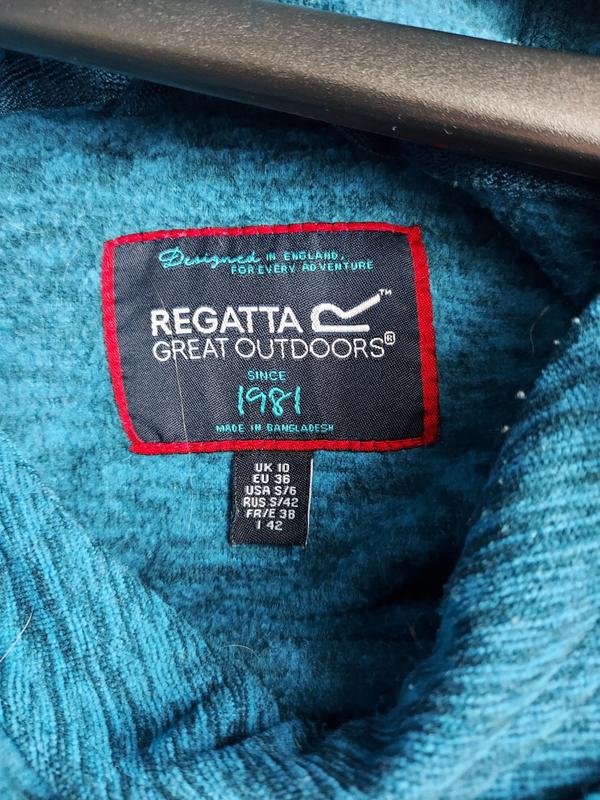 Designed IN ENGLAND,
FOR EVERY ADVENTURE
REGATTA R™
GREAT OUTDOORS®
SINCE
1981
MADE IN BANGLADESH
UK 10
EU 36
USA S/6
RUS S/42
FR/E 38
I 42